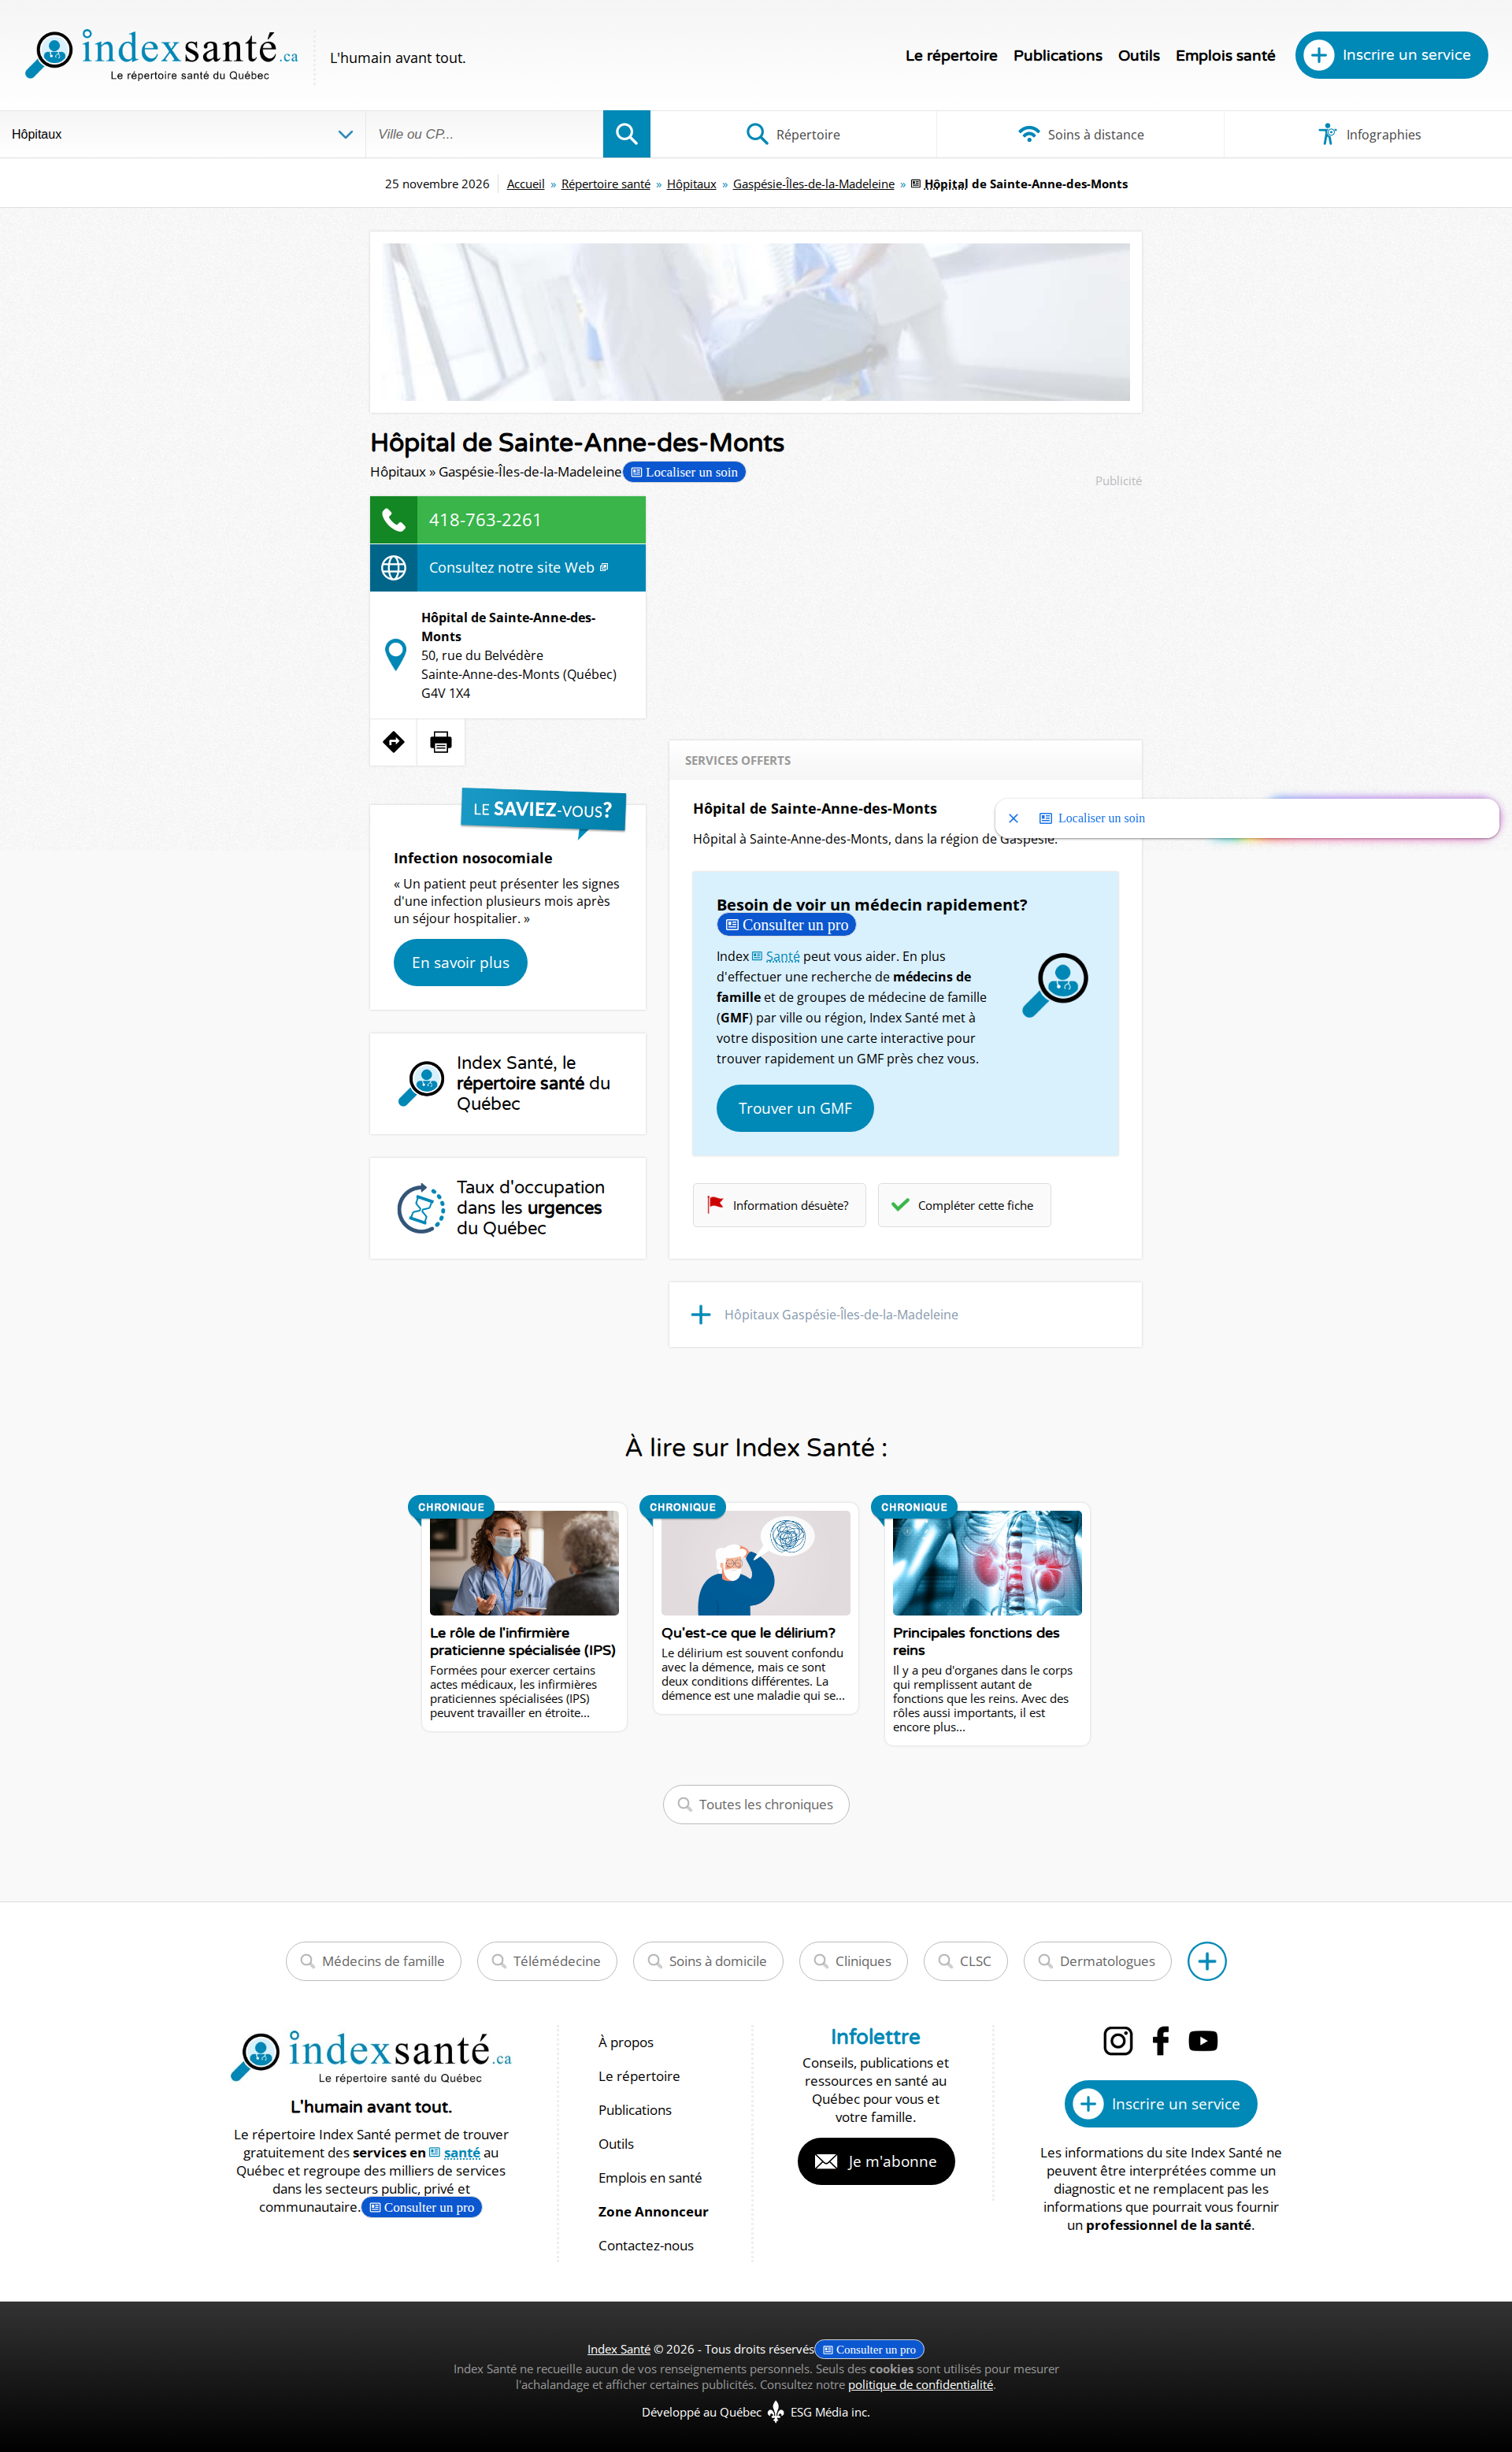 indexsanté.ca
Le répertoire santé du Québec
L'humain avant tout.
Le répertoire
Publications
Outils
Emplois santé
Inscrire un service
Hôpitaux
Ville ou CP...
Répertoire
Soins à distance
Infographies
25 novembre 2026
Accueil » Répertoire santé » Hôpitaux » Gaspésie-Îles-de-la-Madeleine » Hôpital de Sainte-Anne-des-Monts
Hôpital de Sainte-Anne-des-Monts
Hôpitaux » Gaspésie-Îles-de-la-Madeleine Localiser un soin
Publicité
418-763-2261
Consultez notre site Web
Hôpital de Sainte-Anne-des-
Monts
50, rue du Belvédère
Sainte-Anne-des-Monts (Québec)
G4V 1X4
LE SAVIEZ-VOUS?
Infection nosocomiale
« Un patient peut présenter les signes
d'une infection plusieurs mois après
un séjour hospitalier. »
En savoir plus
Index Santé, le
répertoire santé du
Québec
Taux d'occupation
dans les urgences
du Québec
SERVICES OFFERTS
Hôpital de Sainte-Anne-des-Monts
Localiser un soin
Hôpital à Sainte-Anne-des-Monts, dans la région de Gaspésie.
Besoin de voir un médecin rapidement?
Consulter un pro
Index Santé peut vous aider. En plus
d'effectuer une recherche de médecins de
famille et de groupes de médecine de famille
(GMF) par ville ou région, Index Santé met à
votre disposition une carte interactive pour
trouver rapidement un GMF près chez vous.
Trouver un GMF
Information désuète?
Compléter cette fiche
Hôpitaux Gaspésie-Îles-de-la-Madeleine
À lire sur Index Santé :
CHRONIQUE
Le rôle de l'infirmière
praticienne spécialisée (IPS)
Formées pour exercer certains
actes médicaux, les infirmières
praticiennes spécialisées (IPS)
peuvent travailler en étroite...
CHRONIQUE
Qu'est-ce que le délirium?
Le délirium est souvent confondu
avec la démence, mais ce sont
deux conditions différentes. La
démence est une maladie qui se...
CHRONIQUE
Principales fonctions des
reins
Il y a peu d'organes dans le corps
qui remplissent autant de
fonctions que les reins. Avec des
rôles aussi importants, il est
encore plus...
Toutes les chroniques
Médecins de famille
Télémédecine
Soins à domicile
Cliniques
CLSC
Dermatologues
indexsanté.ca
Le répertoire santé du Québec
L'humain avant tout.
Le répertoire Index Santé permet de trouver
gratuitement des services en santé au
Québec et regroupe des milliers de services
dans les secteurs public, privé et
communautaire. Consulter un pro
À propos
Le répertoire
Publications
Outils
Emplois en santé
Zone Annonceur
Contactez-nous
Infolettre
Conseils, publications et
ressources en santé au
Québec pour vous et
votre famille.
Je m'abonne
Inscrire un service
Les informations du site Index Santé ne
peuvent être interprétées comme un
diagnostic et ne remplacent pas les
informations que pourrait vous fournir
un professionnel de la santé.
Index Santé © 2026 - Tous droits réservés Consulter un pro
Index Santé ne recueille aucun de vos renseignements personnels. Seuls des cookies sont utilisés pour mesurer
l'achalandage et afficher certaines publicités. Consultez notre politique de confidentialité.
Développé au Québec ESG Média inc.